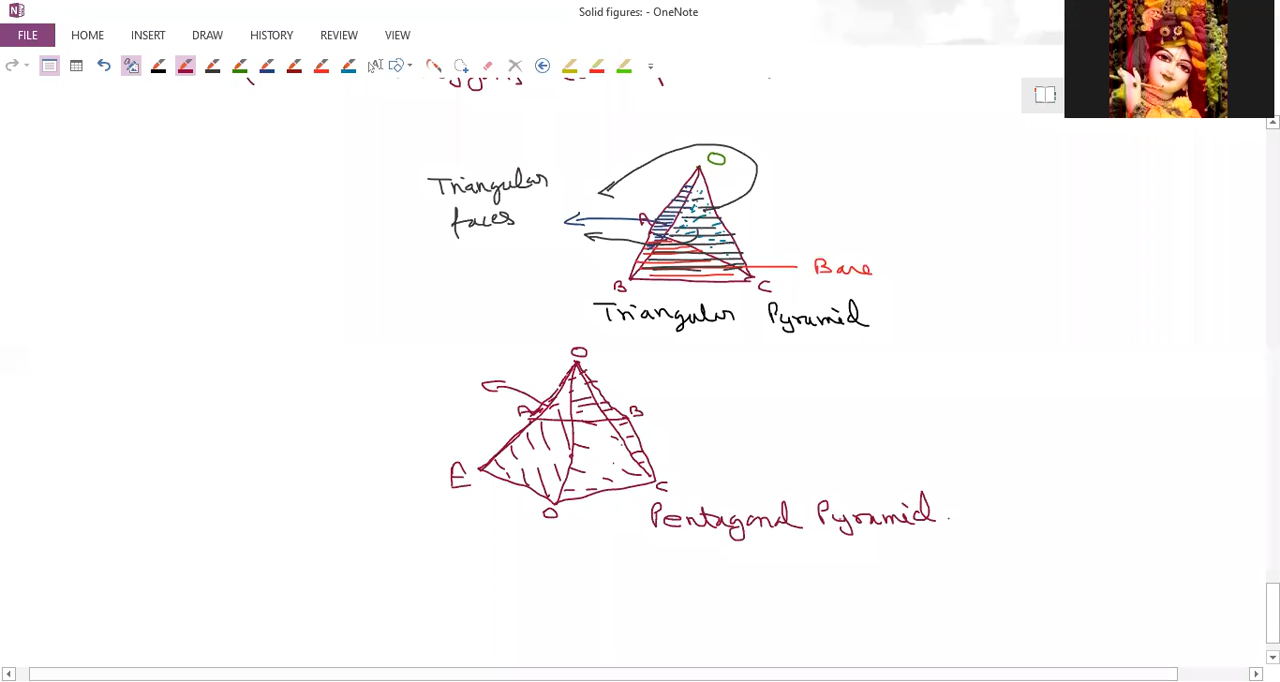 Solid figures: - OneNote
FILE HOME INSERT DRAW HISTORY REVIEW VIEW
O
Triangular
faces
A
Base
B C
Triangular Pyramid
O
A B
E
C
D
Pentagonal Pyramid.